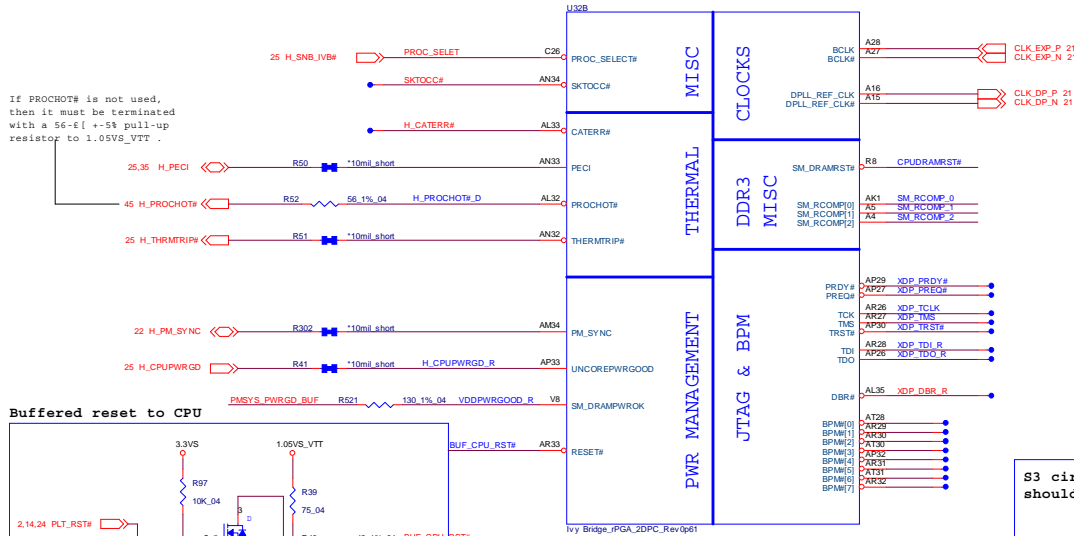 U32B
25 H_SNB_IVB#
PROC_SELET
C26
PROC_SELECT#
SKTOCC#
AN34
SKTOCC#
MISC
CLOCKS
BCLK
BCLK#
A28
A27
CLK_EXP_P 21
CLK_EXP_N 21
DPLL_REF_CLK
DPLL_REF_CLK#
A16
A15
CLK_DP_P 21
CLK_DP_N 21
If PROCHOT# is not used,
then it must be terminated
with a 56-£[ +-5% pull-up
resistor to 1.05VS_VTT .
H_CATERR#
AL33
CATERR#
25,35 H_PECI
R50
*10mil_short
AN33
PECI
45 H_PROCHOT#
R52
56_1%_04
H_PROCHOT#_D
AL32
PROCHOT#
25 H_THRMTRIP#
R51
*10mil_short
AN32
THERMTRIP#
THERMAL
DDR3
MISC
SM_DRAMRST#
R8
CPUDRAMRST#
SM_RCOMP[0]
SM_RCOMP[1]
SM_RCOMP[2]
AK1
A5
A4
SM_RCOMP_0
SM_RCOMP_1
SM_RCOMP_2
22 H_PM_SYNC
R302
*10mil_short
AM34
PM_SYNC
25 H_CPUPWRGD
R41
*10mil_short
H_CPUPWRGD_R
AP33
UNCOREPWRGOOD
PMSYS_PWRGD_BUF
R521
130_1%_04
VDDPWRGOOD_R
V8
SM_DRAMPWROK
BUF_CPU_RST#
AR33
RESET#
PWR MANAGEMENT
JTAG & BPM
PRDY#
PREQ#
AP29
AP27
XDP_PRDY#
XDP_PREQ#
TCK
TMS
TRST#
AR26
AR27
AP30
XDP_TCLK
XDP_TMS
XDP_TRST#
TDI
TDO
AR28
AP26
XDP_TDI_R
XDP_TDO_R
DBR#
AL35
XDP_DBR_R
BPM#[0]
BPM#[1]
BPM#[2]
BPM#[3]
BPM#[4]
BPM#[5]
BPM#[6]
BPM#[7]
AT28
AR29
AR30
AT30
AP32
AR31
AT31
AR32
Ivy Bridge_rPGA_2DPC_Rev0p61
Buffered reset to CPU
3.3VS
1.05VS_VTT
R97
10K_04
R39
75_04
3
D
2,14,24 PLT_RST#
S3 cir
should